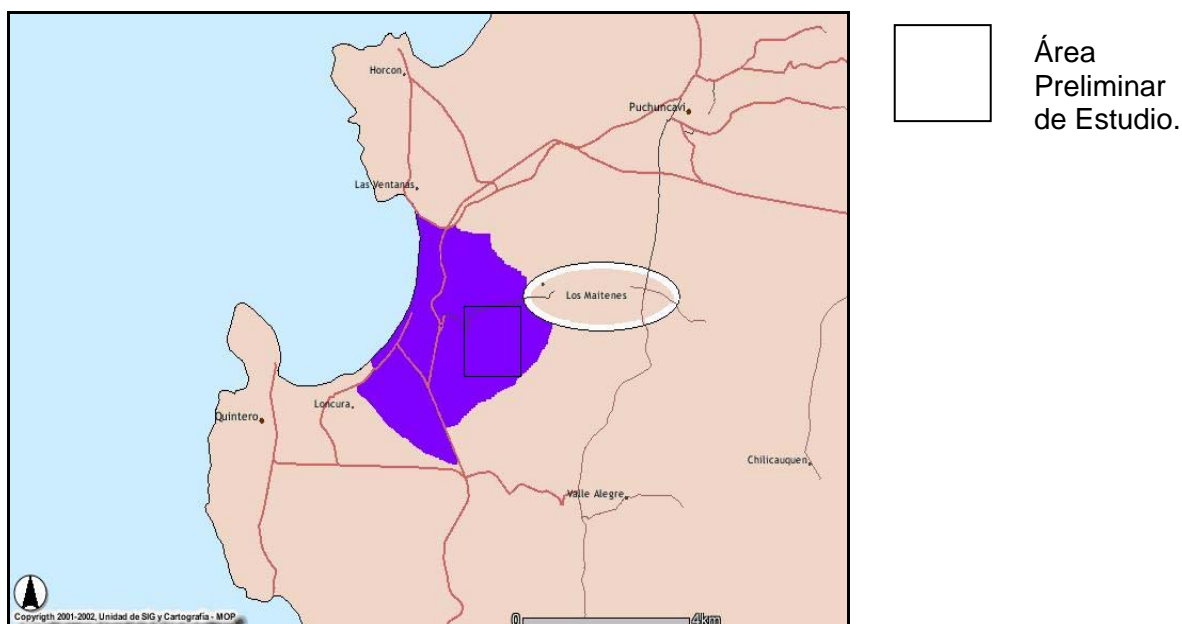 Horcon
Puchuncavi
Las Ventanas
Los Maitenes
Loncura
Quintero
Chilicauquen
Valle Alegre
Copyrigth 2001-2002, Unidad de SIG y Cartografia - MOP
0 4km
Área
Preliminar
de Estudio.